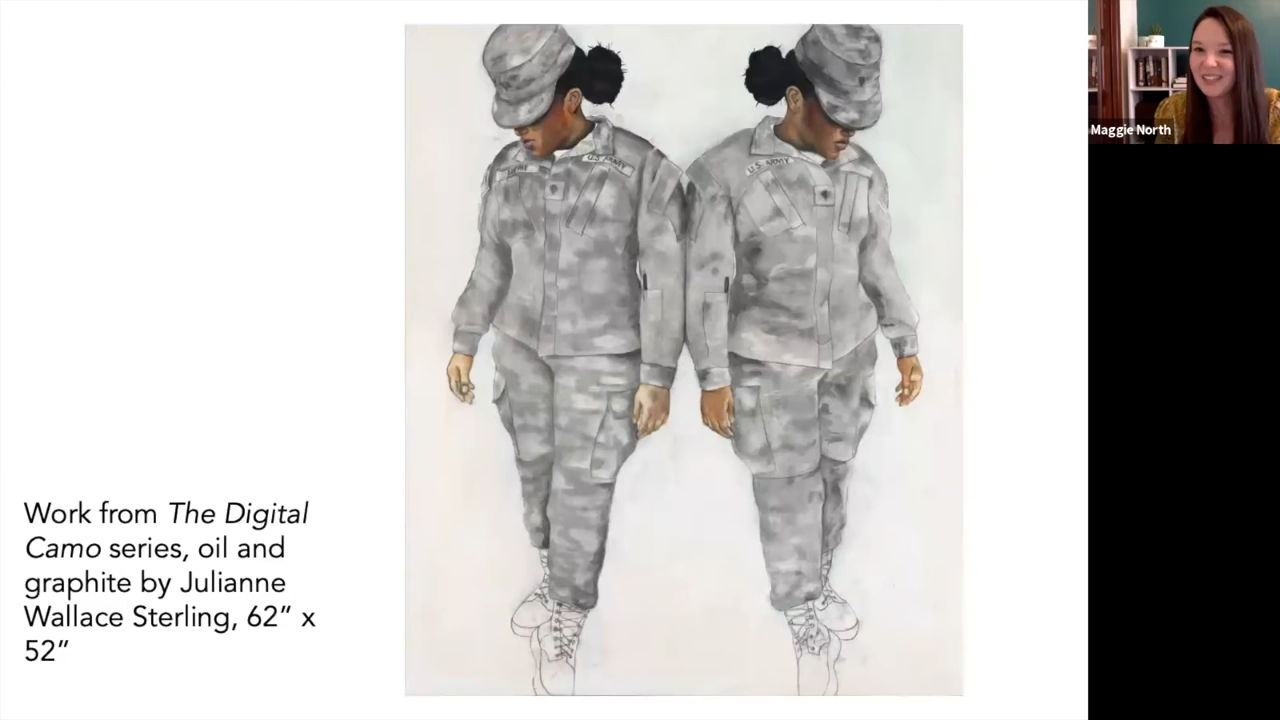 Work from The Digital
Camo series, oil and
graphite by Julianne
Wallace Sterling, 62” x
52”
U.S. ARMY
U.S. ARMY
Maggie North